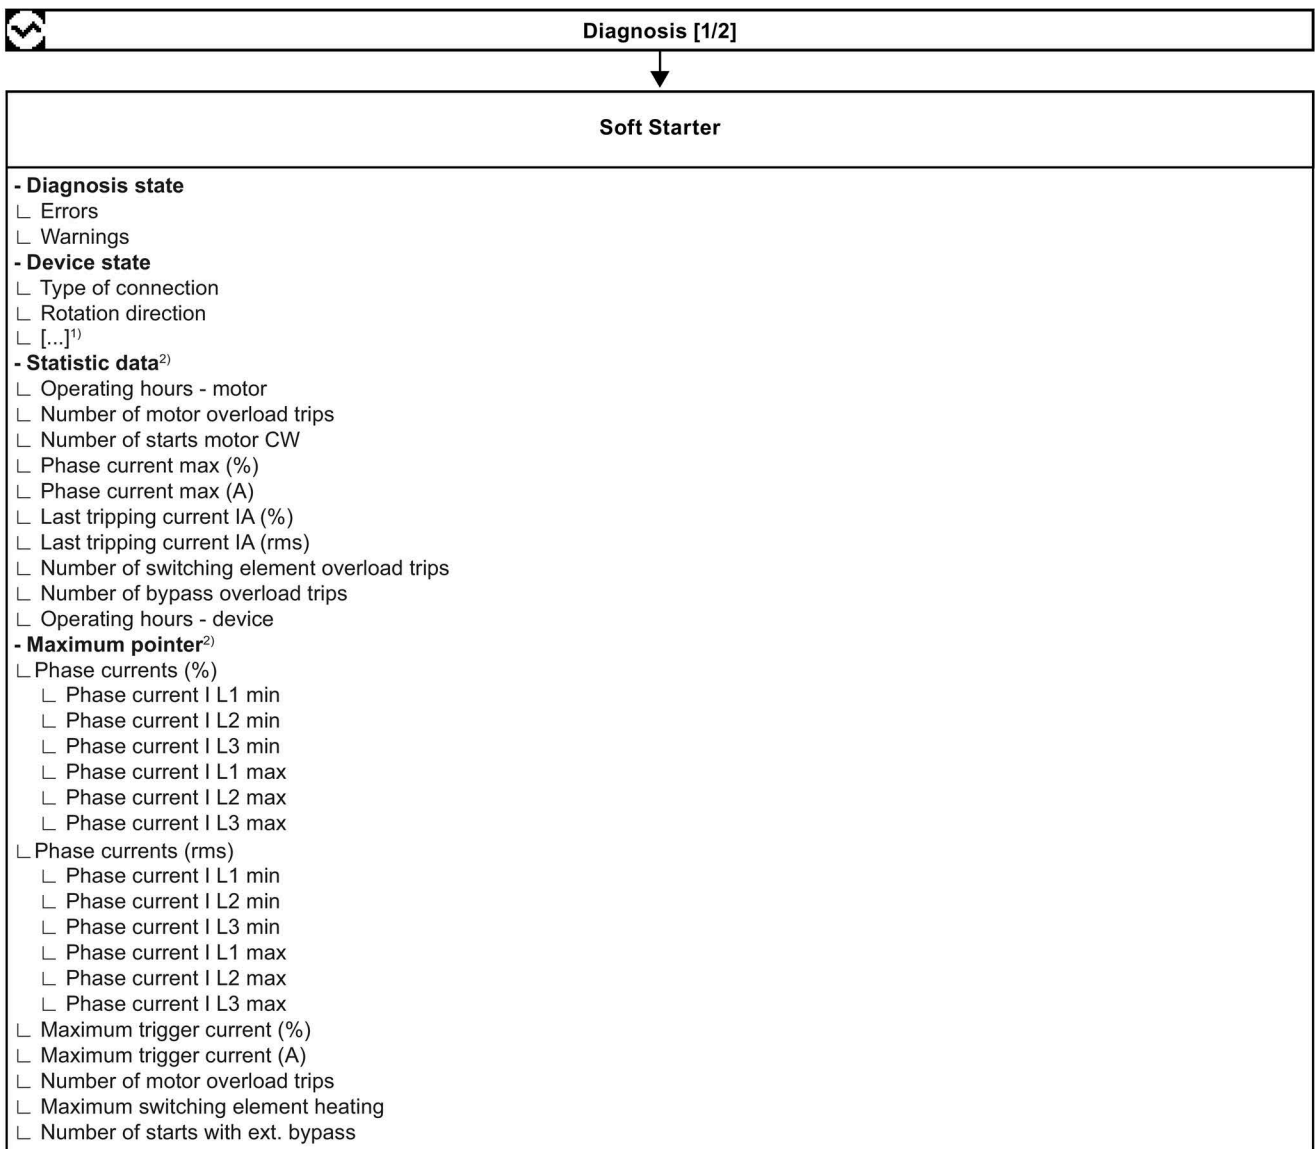 Diagnosis [1/2]
Soft Starter
- Diagnosis state
∟ Errors
∟ Warnings
- Device state
∟ Type of connection
∟ Rotation direction
∟ [...]1)
- Statistic data2)
∟ Operating hours - motor
∟ Number of motor overload trips
∟ Number of starts motor CW
∟ Phase current max (%)
∟ Phase current max (A)
∟ Last tripping current IA (%)
∟ Last tripping current IA (rms)
∟ Number of switching element overload trips
∟ Number of bypass overload trips
∟ Operating hours - device
- Maximum pointer2)
∟Phase currents (%)
∟ Phase current I L1 min
∟ Phase current I L2 min
∟ Phase current I L3 min
∟ Phase current I L1 max
∟ Phase current I L2 max
∟ Phase current I L3 max
∟Phase currents (rms)
∟ Phase current I L1 min
∟ Phase current I L2 min
∟ Phase current I L3 min
∟ Phase current I L1 max
∟ Phase current I L2 max
∟ Phase current I L3 max
∟ Maximum trigger current (%)
∟ Maximum trigger current (A)
∟ Number of motor overload trips
∟ Maximum switching element heating
∟ Number of starts with ext. bypass